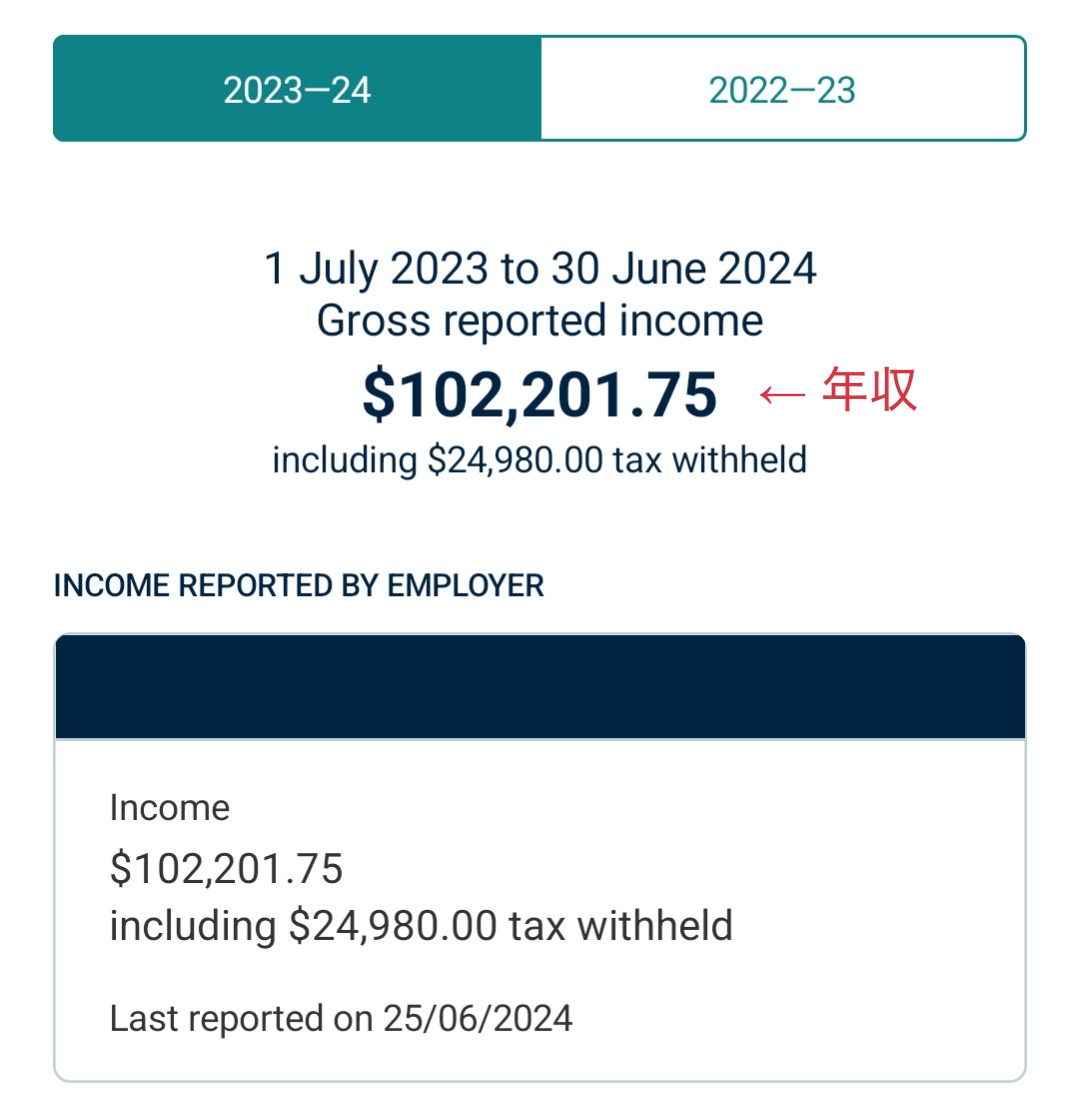 2023—24
2022—23
1 July 2023 to 30 June 2024
Gross reported income
$102,201.75 ← 年収
including $24,980.00 tax withheld
INCOME REPORTED BY EMPLOYER
Income
$102,201.75
including $24,980.00 tax withheld
Last reported on 25/06/2024